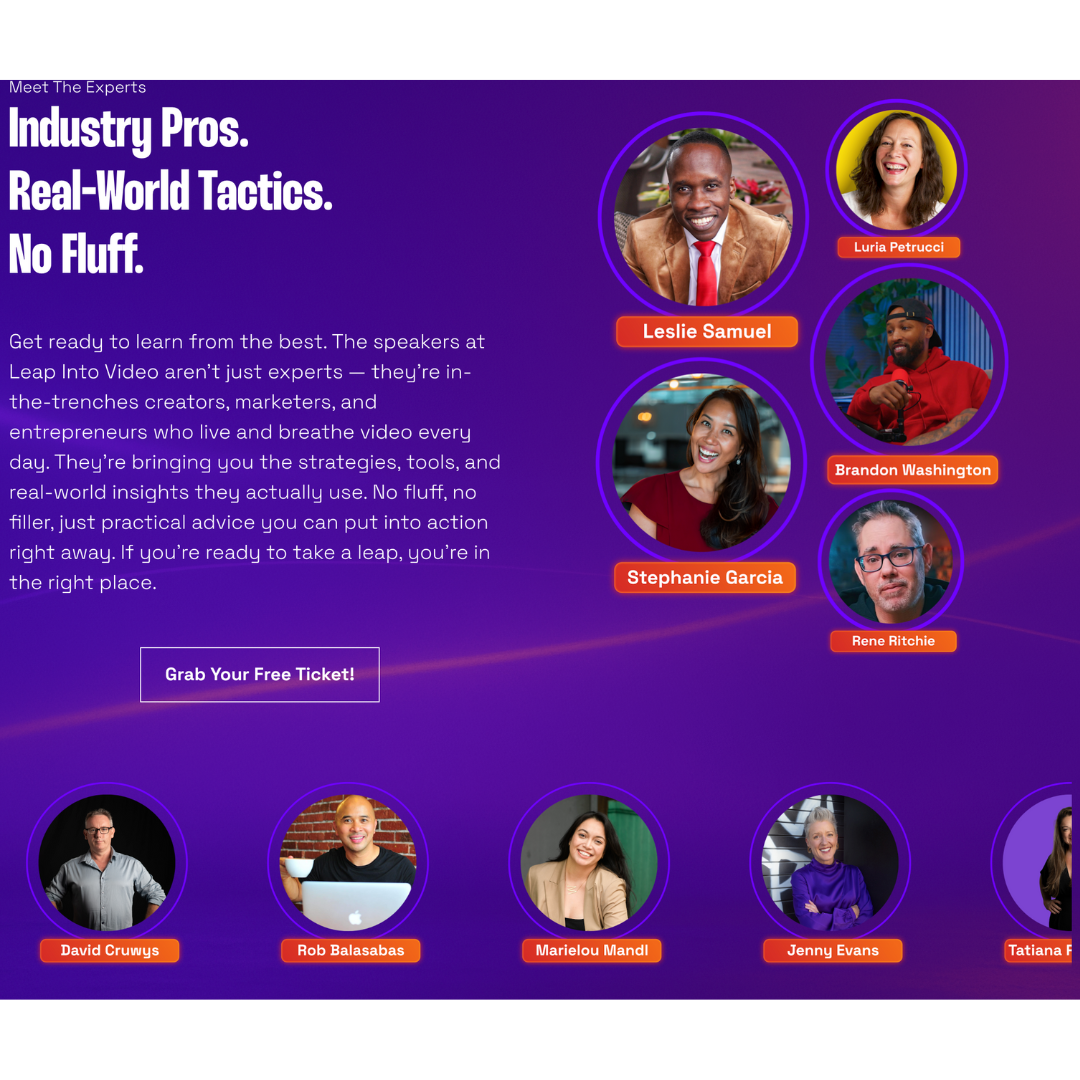 Meet The Experts
Industry Pros.
Real-World Tactics.
No Fluff.
Get ready to learn from the best. The speakers at
Leap Into Video aren't just experts — they're in-
the-trenches creators, marketers, and
entrepreneurs who live and breathe video every
day. They're bringing you the strategies, tools, and
real-world insights they actually use. No fluff, no
filler, just practical advice you can put into action
right away. If you're ready to take a leap, you're in
the right place.
Grab Your Free Ticket!
Leslie Samuel
Luria Petrucci
Brandon Washington
Stephanie Garcia
Rene Ritchie
David Cruwys
Rob Balasabas
Marielou Mandl
Jenny Evans
Tatiana